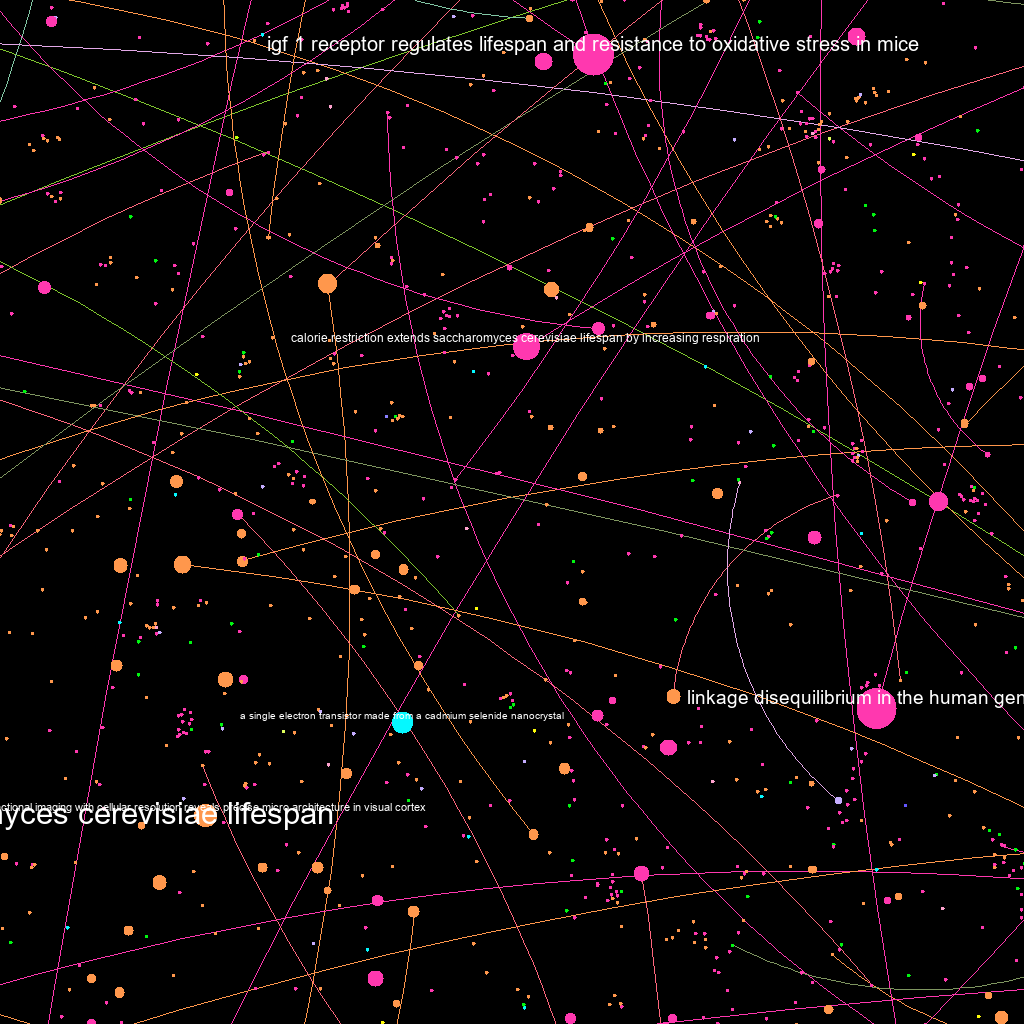 igf 1 receptor regulates lifespan and resistance to oxidative stress in mice
calorie restriction extends saccharomyces cerevisiae lifespan by increasing respiration
linkage disequilibrium in the human gen
a single electron transistor made from a cadmium selenide nanocrystal
ctional imaging with cellular resolution reveals precise micro architecture in visual cortex
yces cerevisiae lifespan